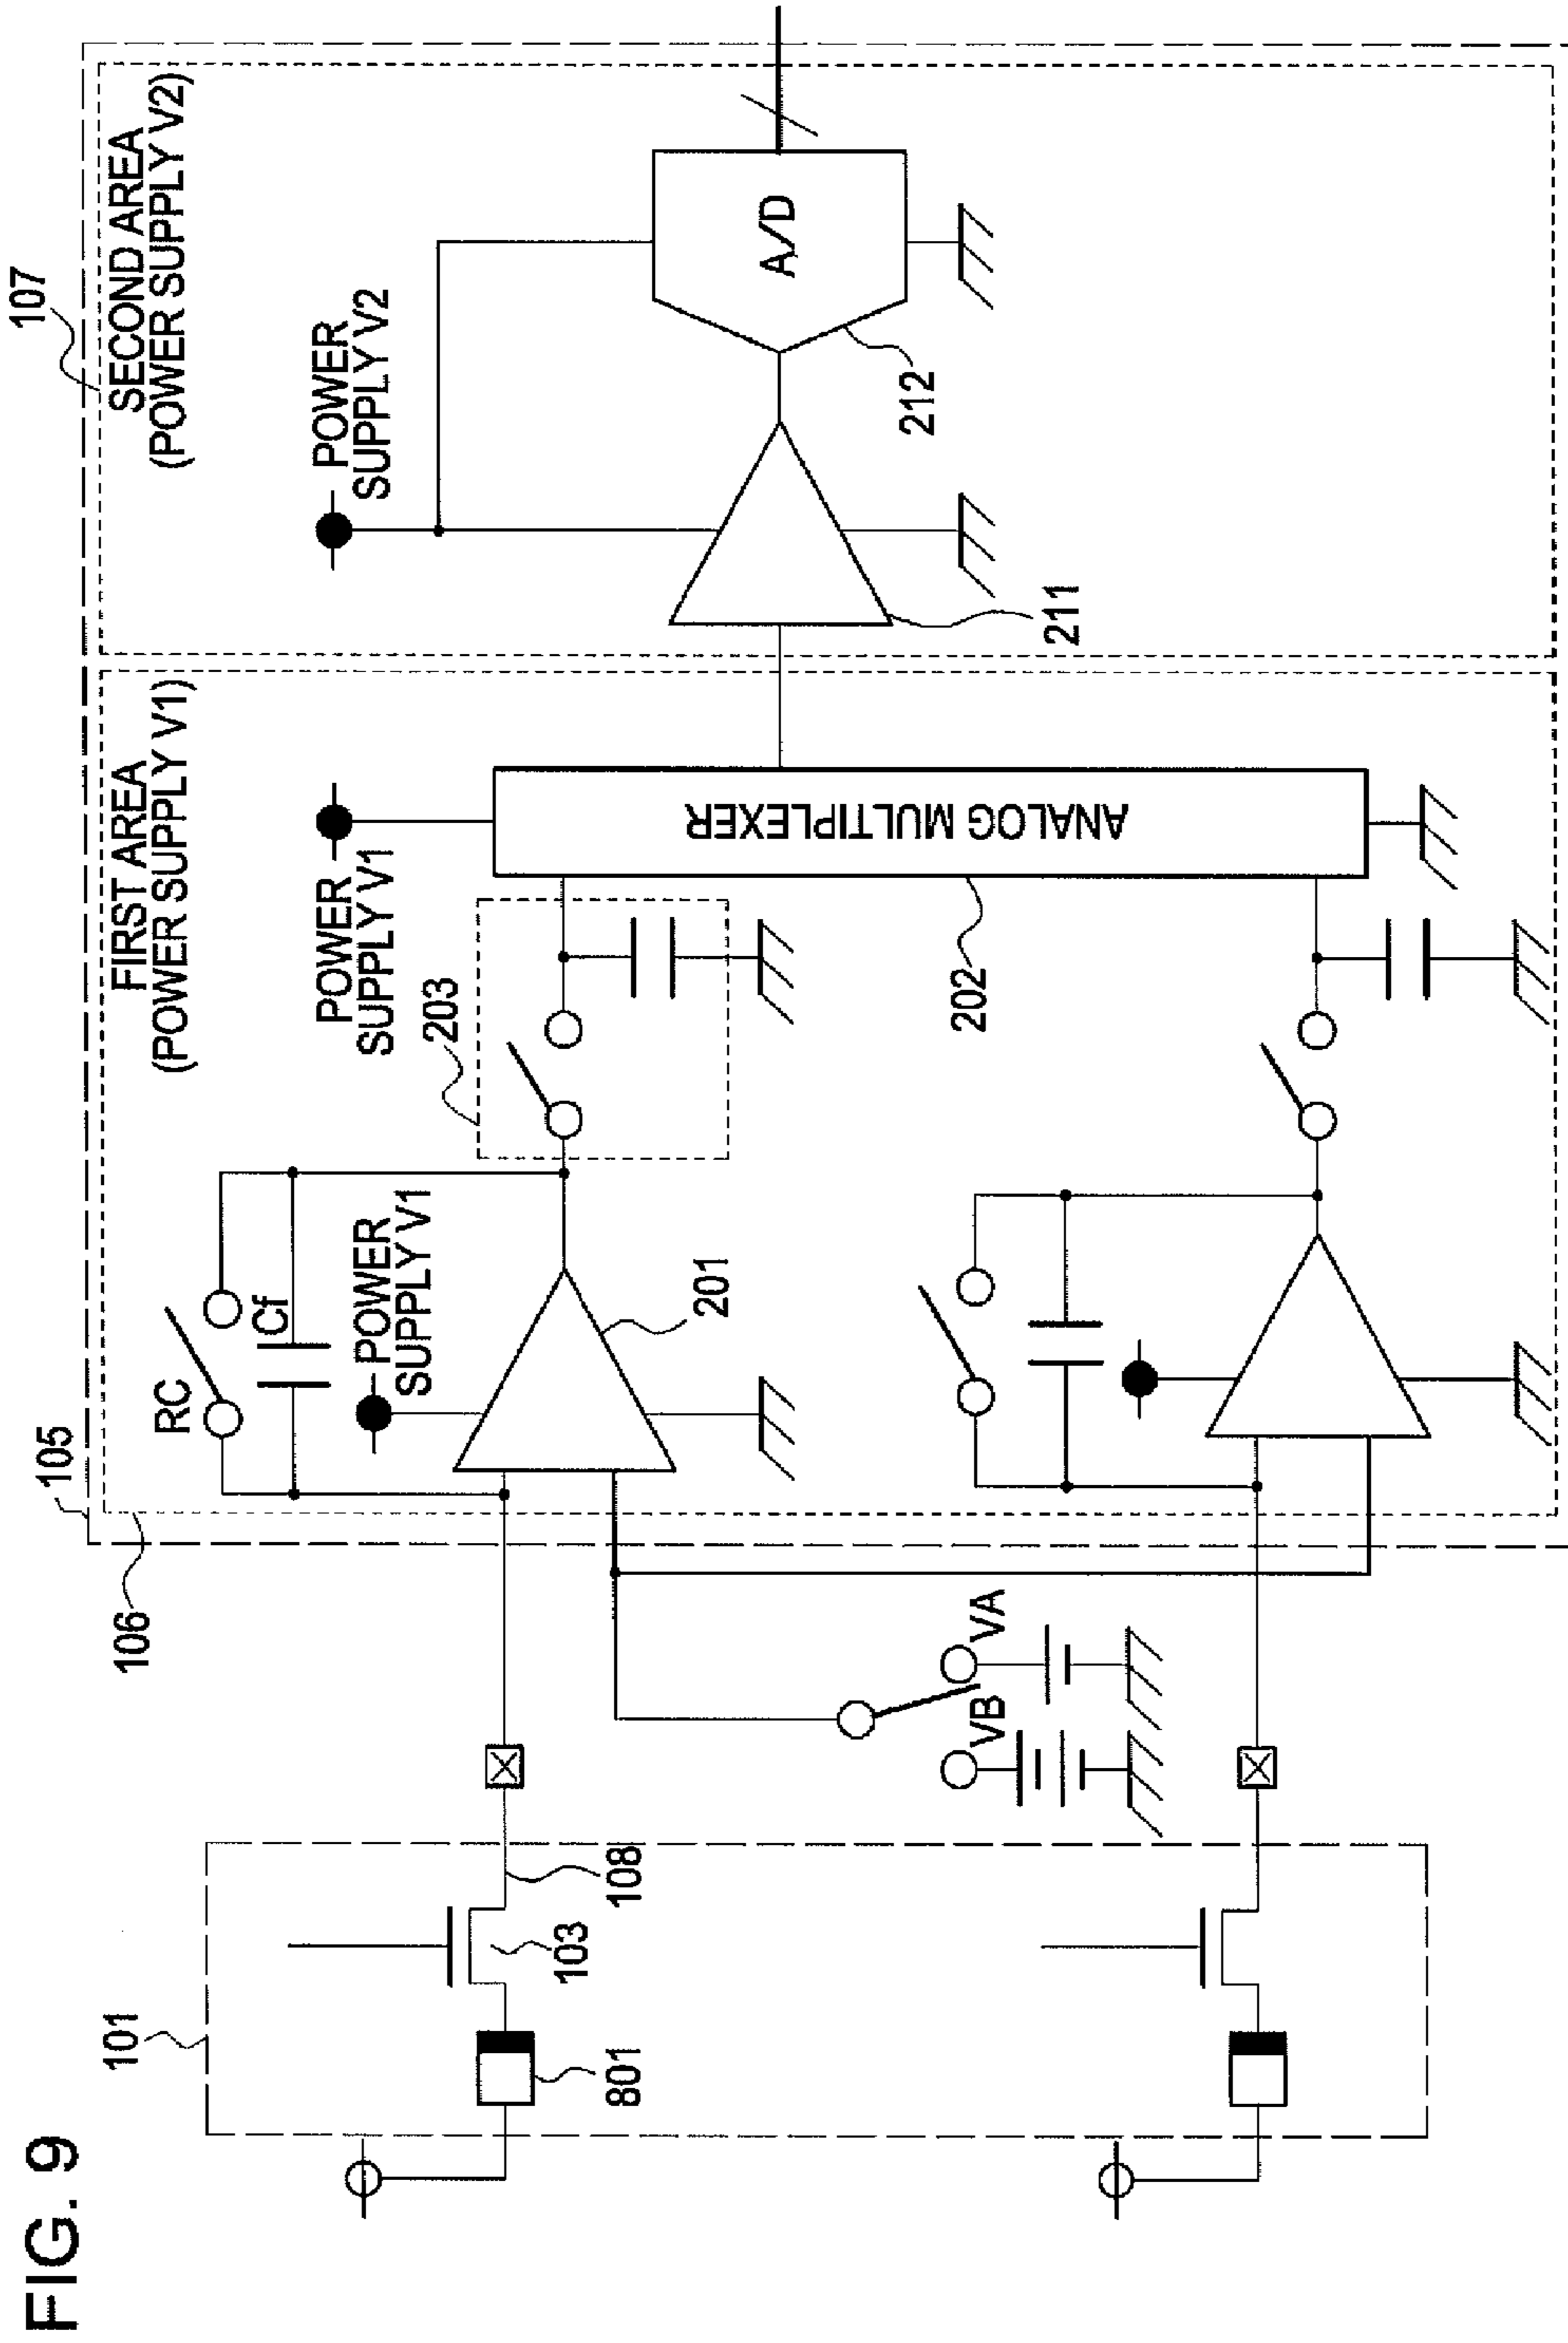 FIG. 9
101
801
103
108
VB
VA
106
105
FIRST AREA
(POWER SUPPLY V1)
RC
Cf
POWER
SUPPLY V1
201
203
POWER
SUPPLY V1
202
ANALOG MULTIPLEXER
107
SECOND AREA
(POWER SUPPLY V2)
POWER
SUPPLY V2
211
212
A/D